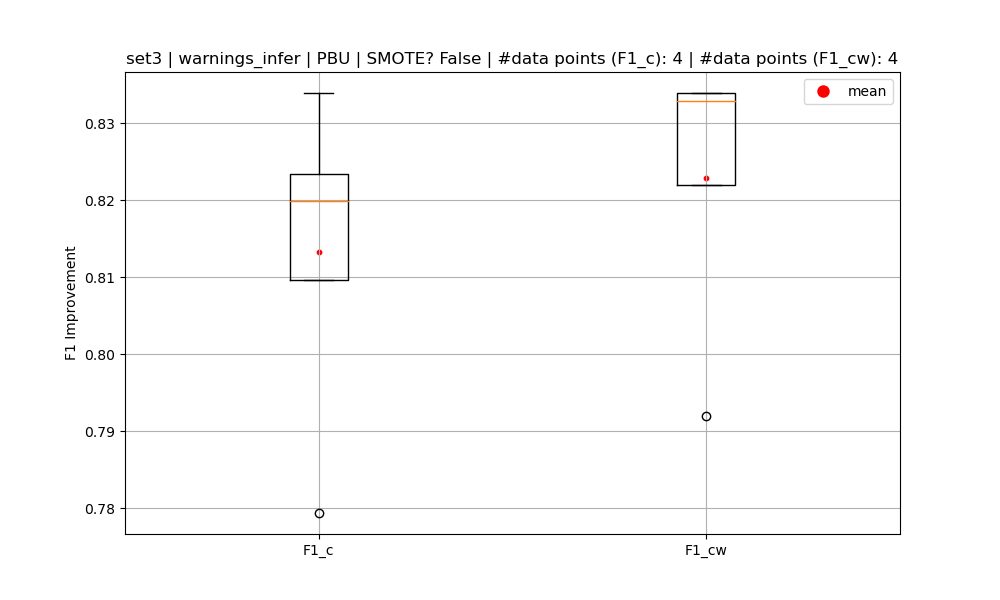 set3 | warnings_infer | PBU | SMOTE? False | #data points (F1_c): 4 | #data points (F1_cw): 4
mean
F1 Improvement
0.83
0.82
0.81
0.80
0.79
0.78
F1_c
F1_cw